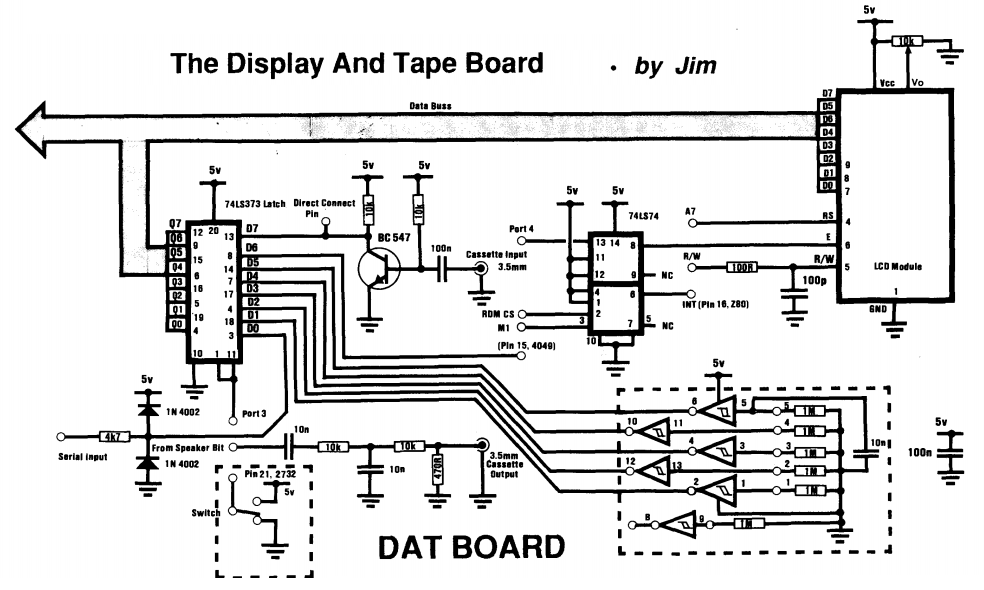 5v
10k
The Display And Tape Board · by Jim
Vcc Vo
Data Buss
D7
D5
D6
D4
D3
D2
D1
D0
9
8
7
RS 4
E 6
R/W 5
LCD Module
1
GND
5v
5v
5v
5v
5v
74LS373 Latch
Direct Connect
Pin
10k
10k
BC 547
100n
Cassette Input
3.5mm
Q7
Q6
Q5
Q4
Q3
Q2
Q1
Q0
12
9
15
6
16
5
19
4
20
13
8
14
7
17
4
18
3
10 1 11
D7
D6
D5
D4
D3
D2
D1
D0
Port 3
74LS74
Port 4
13 14 8
11
12 9 NC
4 6
1
2
3 7 5 NC
10
RDM CS
M1
(Pin 15, 4049)
INT (Pin 16, Z80)
A7
R/W
100R
100p
5v
1N 4002
4k7
Serial input
1N 4002
From Speaker Bit
10n
10k
10k
10n
470R
3.5mm
Cassette
Output
Pin 21, 2732
5v
Switch
5v
6 5 5 1M
10 11 4 1M
4 3 3 1M
12 13 2 1M
2 1 1 1M
8 9 1M
10n
100n
DAT BOARD